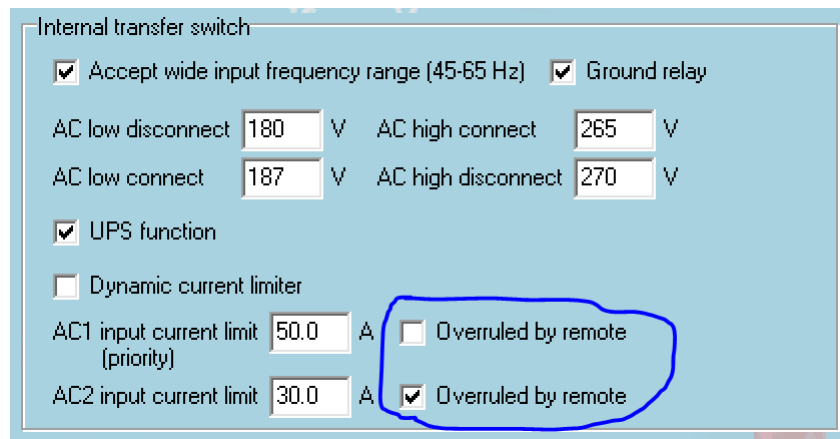 Internal transfer switch
Accept wide input frequency range (45-65 Hz) Ground relay
AC low disconnect 180 V AC high connect 265 V
AC low connect 187 V AC high disconnect 270 V
UPS function
Dynamic current limiter
AC1 input current limit 50.0 A Overruled by remote
(priority)
AC2 input current limit 30.0 A Overruled by remote